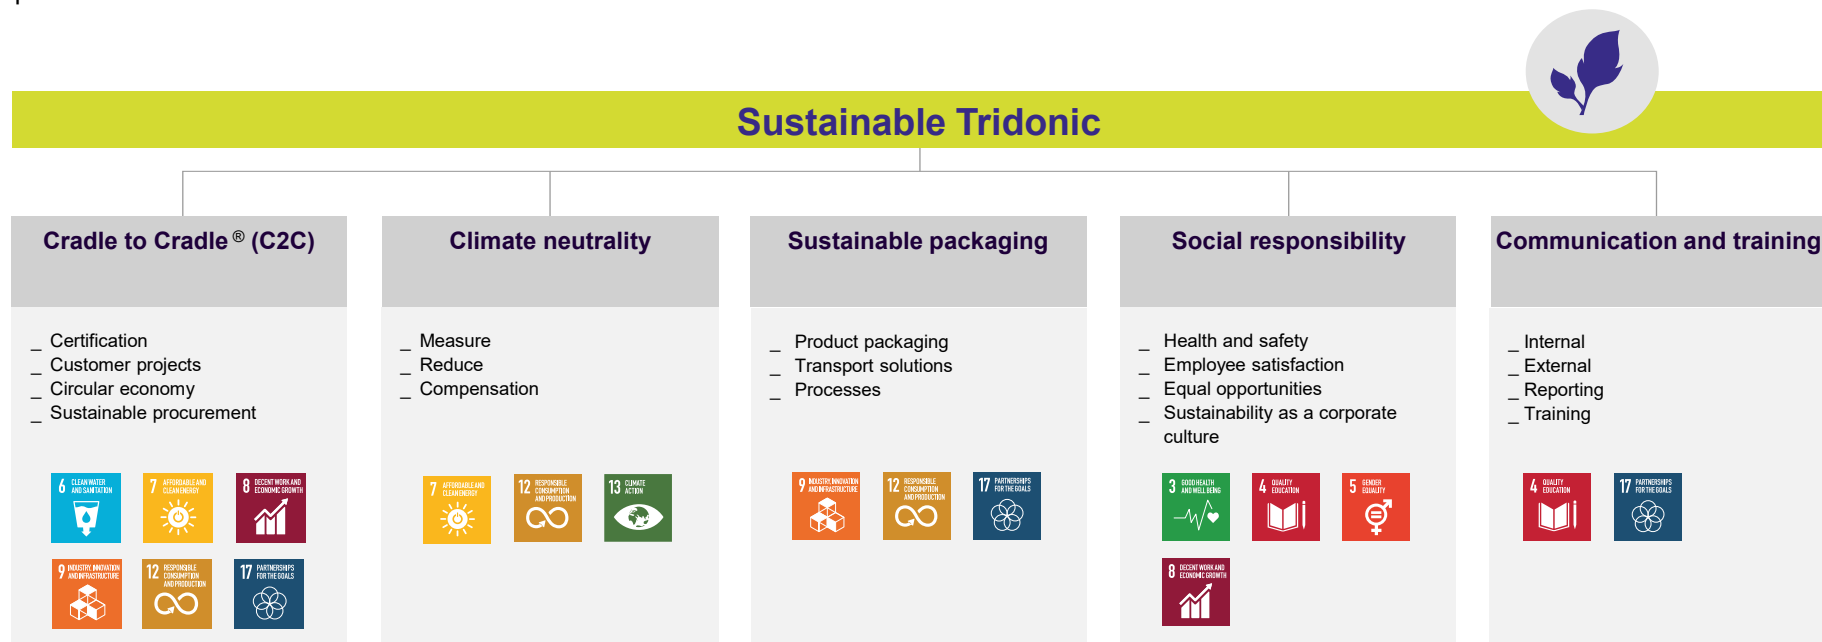 Sustainable Tridonic
Cradle to Cradle ® (C2C)
_ Certification
_ Customer projects
_ Circular economy
_ Sustainable procurement
6 CLEAN WATER
AND SANITATION
7 AFFORDABLE AND
CLEAN ENERGY
8 DECENT WORK AND
ECONOMIC GROWTH
9 INDUSTRY, INNOVATION
AND INFRASTRUCTURE
12 RESPONSIBLE
CONSUMPTION
AND PRODUCTION
17 PARTNERSHIPS
FOR THE GOALS
Climate neutrality
_ Measure
_ Reduce
_ Compensation
7 AFFORDABLE AND
CLEAN ENERGY
12 RESPONSIBLE
CONSUMPTION
AND PRODUCTION
13 CLIMATE
ACTION
Sustainable packaging
_ Product packaging
_ Transport solutions
_ Processes
9 INDUSTRY, INNOVATION
AND INFRASTRUCTURE
12 RESPONSIBLE
CONSUMPTION
AND PRODUCTION
17 PARTNERSHIPS
FOR THE GOALS
Social responsibility
_ Health and safety
_ Employee satisfaction
_ Equal opportunities
_ Sustainability as a corporate
culture
3 GOOD HEALTH
AND WELL BEING
4 QUALITY
EDUCATION
5 GENDER
EQUALITY
8 DECENT WORK AND
ECONOMIC GROWTH
Communication and training
_ Internal
_ External
_ Reporting
_ Training
4 QUALITY
EDUCATION
17 PARTNERSHIPS
FOR THE GOALS